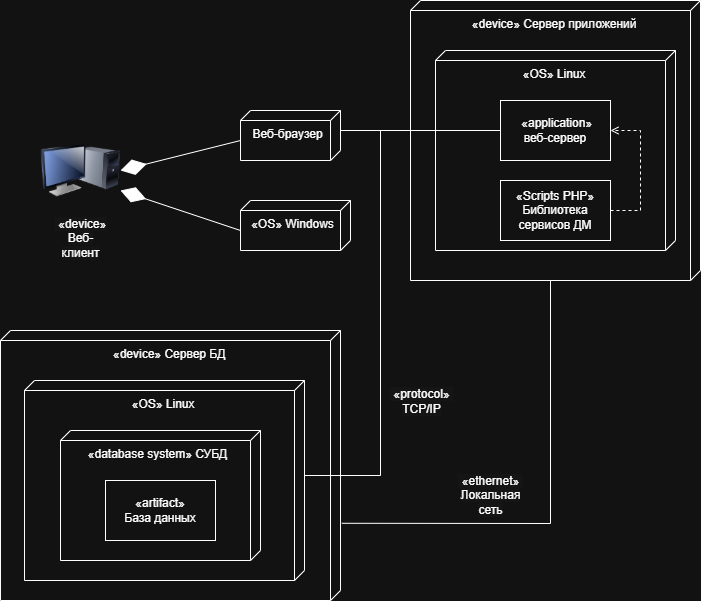 «device» Сервер приложений
«OS» Linux
«application»
веб-сервер
«Scripts PHP»
Библиотека
сервисов ДМ
Веб-браузер
«OS» Windows
«device»
Веб-
клиент
«device» Сервер БД
«OS» Linux
«database system» СУБД
«artifact»
База данных
«protocol»
TCP/IP
«ethernet»
Локальная
сеть